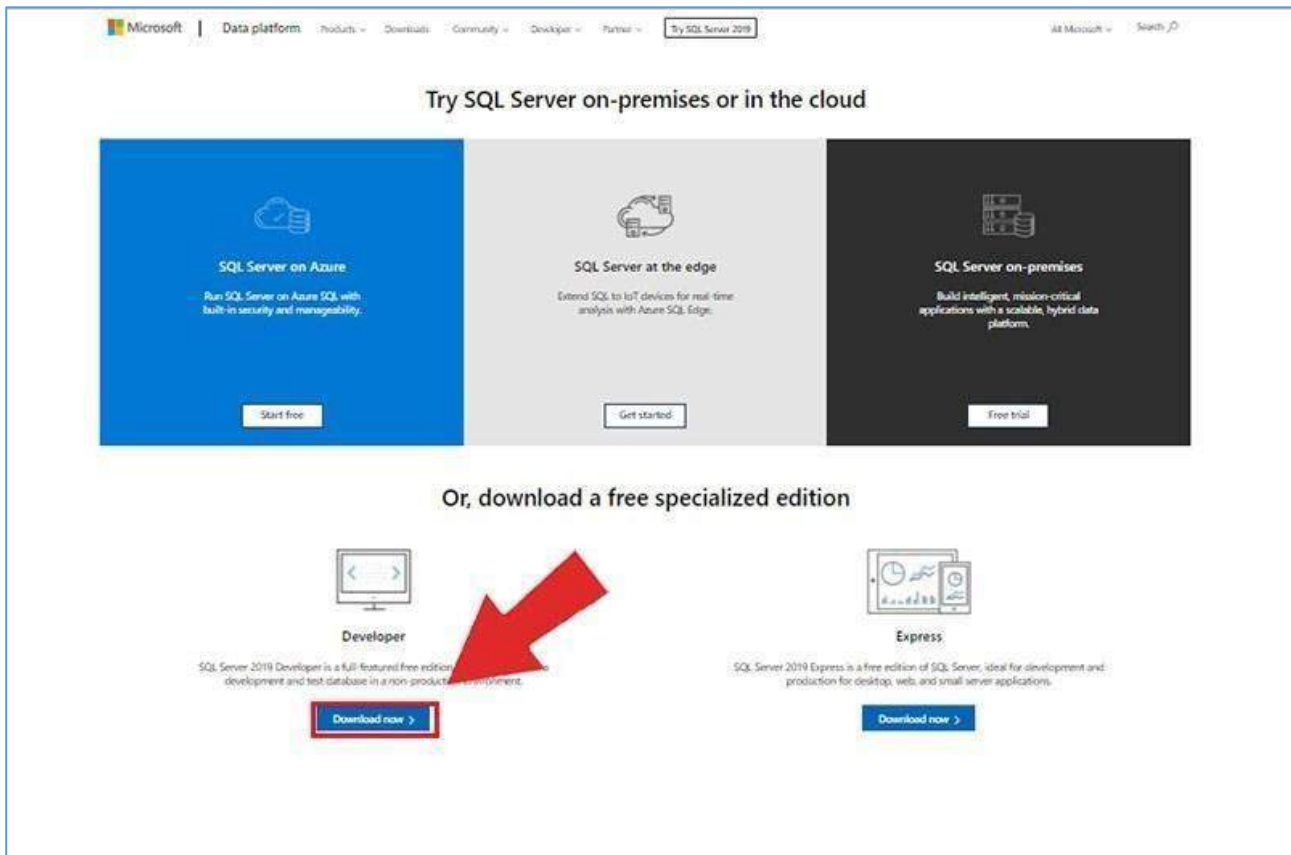 Microsoft | Data platform Products Downloads Community Developer Partner Try SQL Server 2019 All Microsoft Search
Try SQL Server on-premises or in the cloud
SQL Server on Azure
Run SQL Server on Azure SQL with
built-in security and manageability.
Start free
SQL Server at the edge
Extend SQL to IoT devices for real-time
analysis with Azure SQL Edge.
Get started
SQL Server on-premises
Build intelligent, mission-critical
applications with a scalable, hybrid data
platform.
Free trial
Or, download a free specialized edition
Developer
SQL Server 2019 Developer is a full-featured free edition
development and test database in a non-production environment.
Download now >
Express
SQL Server 2019 Express is a free edition of SQL Server, ideal for development and
production for desktop, web, and small server applications.
Download now >